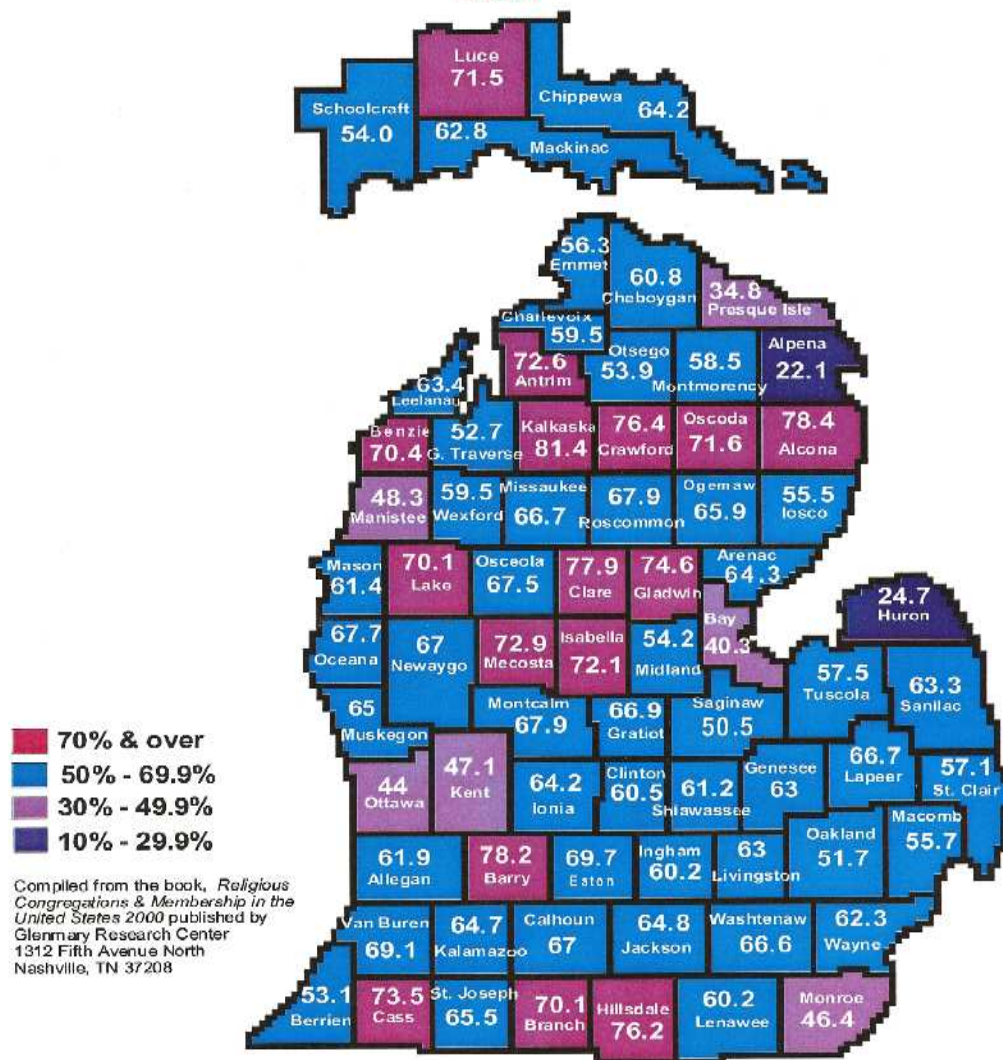 Luce
71.5
Chippewa
64.2
Schoolcraft
54.0
62.8
Mackinac
56.3
Emmet
60.8
Cheboygan
34.8
Presque Isle
Charlevoix
59.5
72.6
Antrim
Otsego
53.9
58.5
Montmorency
Alpena
22.1
63.4
Leelanau
Benzie
70.4
52.7
G. Traverse
Kalkaska
81.4
76.4
Crawford
Oscoda
71.6
78.4
Alcona
48.3
Manistee
59.5
Wexford
Missaukee
66.7
67.9
Roscommon
Ogemaw
65.9
55.5
Iosco
Mason
61.4
70.1
Lake
Osceola
67.5
77.9
Clare
74.6
Gladwin
Arenac
64.3
24.7
Huron
67.7
Oceana
67
Newaygo
72.9
Mecosta
Isabella
72.1
54.2
Midland
Bay
40.3
57.5
Tuscola
63.3
Sanilac
65
Muskegon
Montcalm
67.9
66.9
Gratiot
Saginaw
50.5
44
Ottawa
47.1
Kent
64.2
Ionia
Clinton
60.5
61.2
Shiawassee
Genesee
63
66.7
Lapeer
57.1
St. Clair
61.9
Allegan
78.2
Barry
69.7
Eaton
Ingham
60.2
63
Livingston
Oakland
51.7
Macomb
55.7
Van Buren
69.1
64.7
Kalamazoo
Calhoun
67
64.8
Jackson
Washtenaw
66.6
62.3
Wayne
53.1
Berrien
73.5
Cass
St. Joseph
65.5
70.1
Branch
Hillsdale
76.2
60.2
Lenawee
Monroe
46.4
70% & over
50% - 69.9%
30% - 49.9%
10% - 29.9%
Compiled from the book, Religious
Congregations & Membership in the
United States 2000 published by
Glenmary Research Center
1312 Fifth Avenue North
Nashville, TN 37208